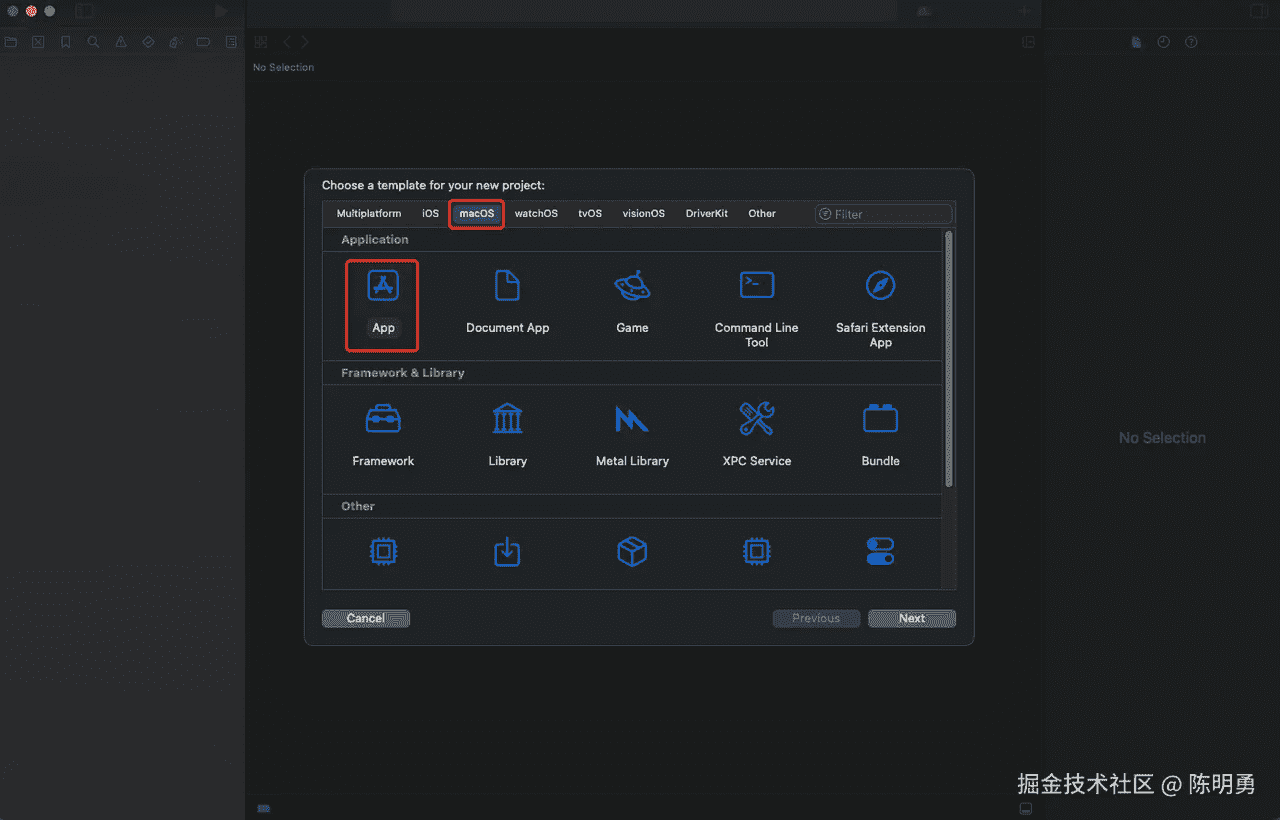 No Selection
Choose a template for your new project:
Multiplatform iOS macOS watchOS tvOS visionOS DriverKit Other Filter
Application
App Document App Game Command Line Tool Safari Extension App
Framework & Library
Framework Library Metal Library XPC Service Bundle
No Selection
Other
Cancel Previous Next
掘金技术社区 @ 陈明勇